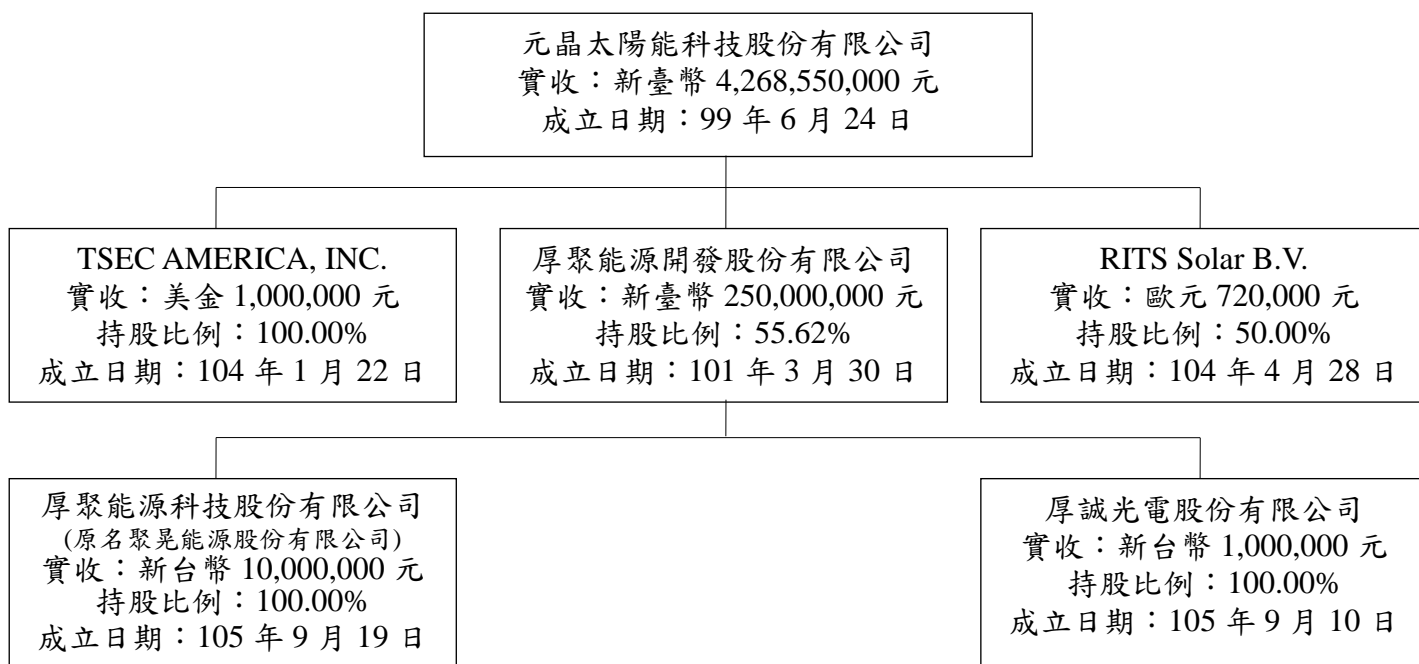 元晶太陽能科技股份有限公司
實收：新臺幣 4,268,550,000 元
成立日期：99 年 6 月 24 日
TSEC AMERICA, INC.
實收：美金 1,000,000 元
持股比例：100.00%
成立日期：104 年 1 月 22 日
厚聚能源開發股份有限公司
實收：新臺幣 250,000,000 元
持股比例：55.62%
成立日期：101 年 3 月 30 日
RITS Solar B.V.
實收：歐元 720,000 元
持股比例：50.00%
成立日期：104 年 4 月 28 日
厚聚能源科技股份有限公司
(原名聚晃能源股份有限公司)
實收：新台幣 10,000,000 元
持股比例：100.00%
成立日期：105 年 9 月 19 日
厚誠光電股份有限公司
實收：新台幣 1,000,000 元
持股比例：100.00%
成立日期：105 年 9 月 10 日